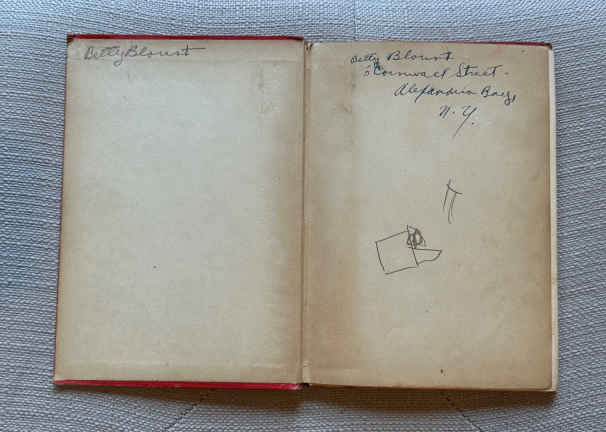 Betty Blount
Betty Blount.
5 Cornwall Street.
Alexandria Bay,
N.Y.